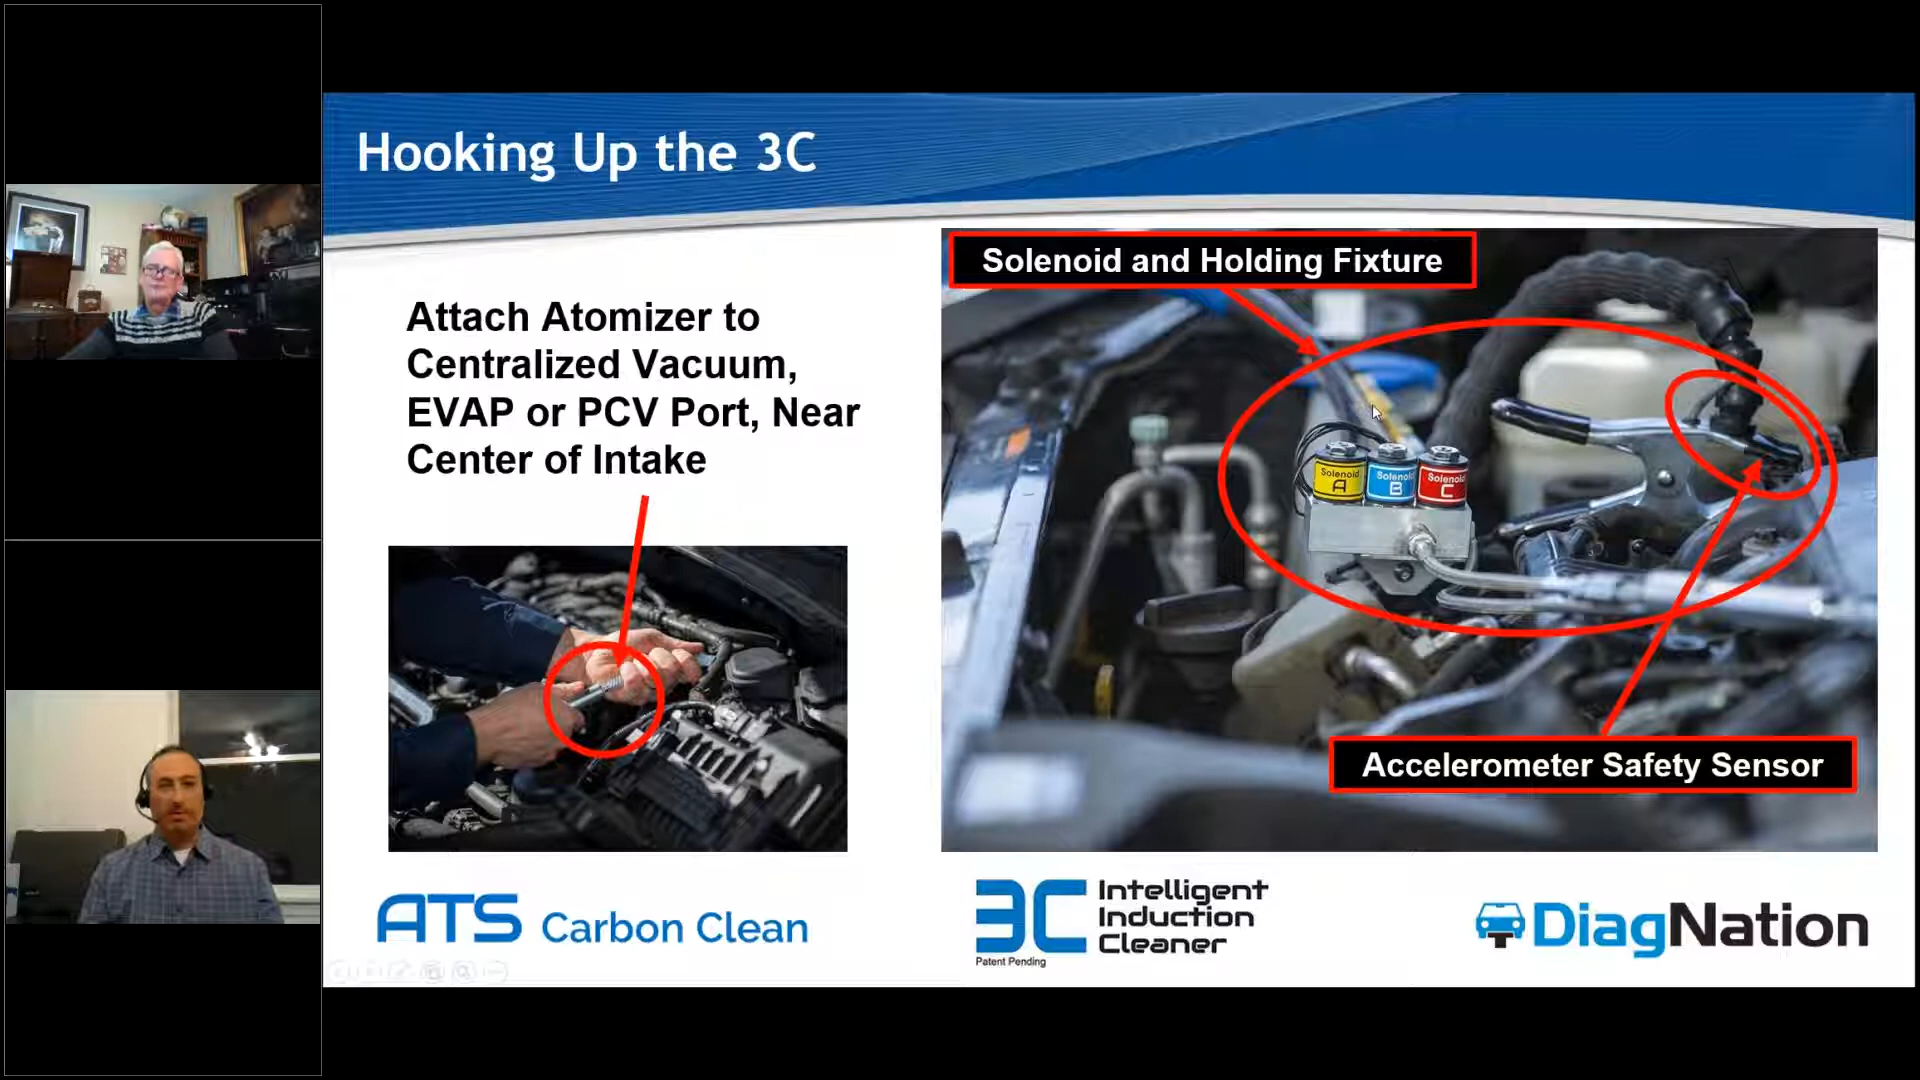 Hooking Up the 3C
Attach Atomizer to
Centralized Vacuum,
EVAP or PCV Port, Near
Center of Intake
Solenoid and Holding Fixture
Solenoid
A
Solenoid
B
Solenoid
C
Accelerometer Safety Sensor
ATS Carbon Clean
3C
Intelligent
Induction
Cleaner
Patent Pending
DiagNation